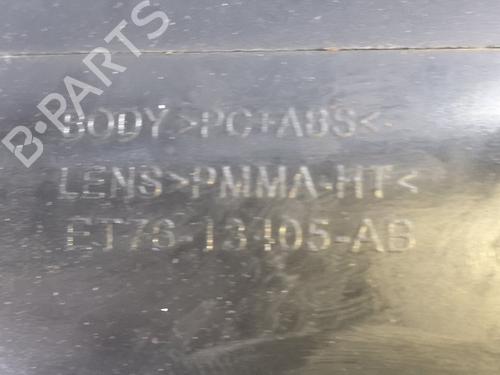 BODY>PC+ABS<
LENS>PMMA-HT<
ET76-13405-AB
B-PARTS